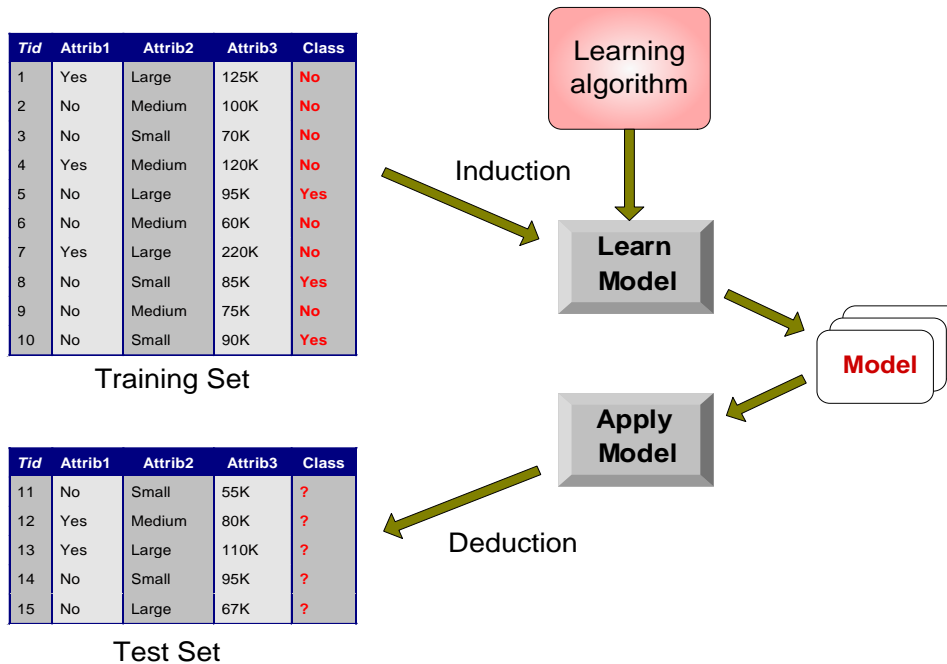 Tid Attrib1 Attrib2 Attrib3 Class
1 Yes Large 125K No
2 No Medium 100K No
3 No Small 70K No
4 Yes Medium 120K No
5 No Large 95K Yes
6 No Medium 60K No
7 Yes Large 220K No
8 No Small 85K Yes
9 No Medium 75K No
10 No Small 90K Yes
Training Set
Learning
algorithm
Induction
Learn
Model
Model
Apply
Model
Deduction
Tid Attrib1 Attrib2 Attrib3 Class
11 No Small 55K ?
12 Yes Medium 80K ?
13 Yes Large 110K ?
14 No Small 95K ?
15 No Large 67K ?
Test Set